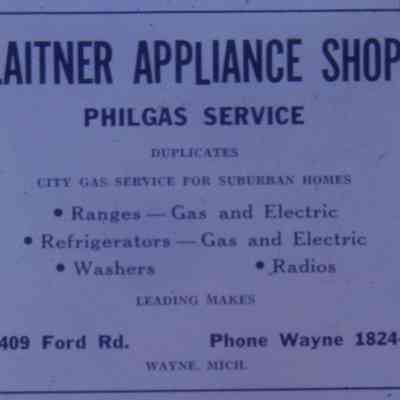 LAITNER APPLIANCE SHOP
PHILGAS SERVICE
DUPLICATES
CITY GAS SERVICE FOR SUBURBAN HOMES
• Ranges — Gas and Electric
• Refrigerators — Gas and Electric
• Washers • Radios
LEADING MAKES
409 Ford Rd. Phone Wayne 1824-
WAYNE, MICH.